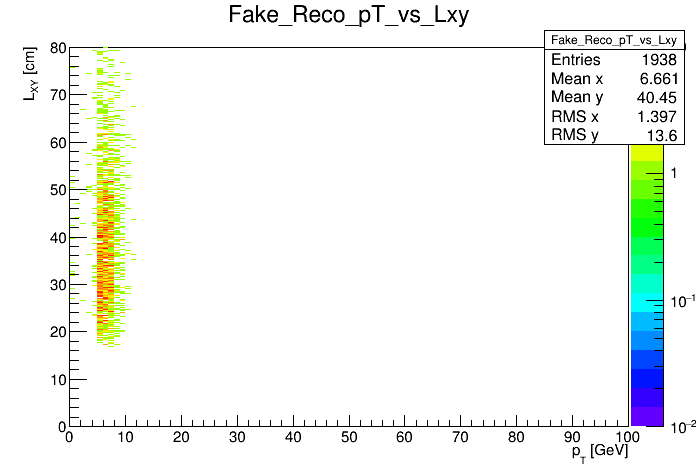 Fake_Reco_pT_vs_Lxy
Fake_Reco_pT_vs_Lxy
Entries 1938
Mean x 6.661
Mean y 40.45
RMS x 1.397
RMS y 13.6
L_XY [cm]
80
70
60
50
40
30
20
10
0
0 10 20 30 40 50 60 70 80 90 100
p_T [GeV]
1
10⁻¹
10⁻²